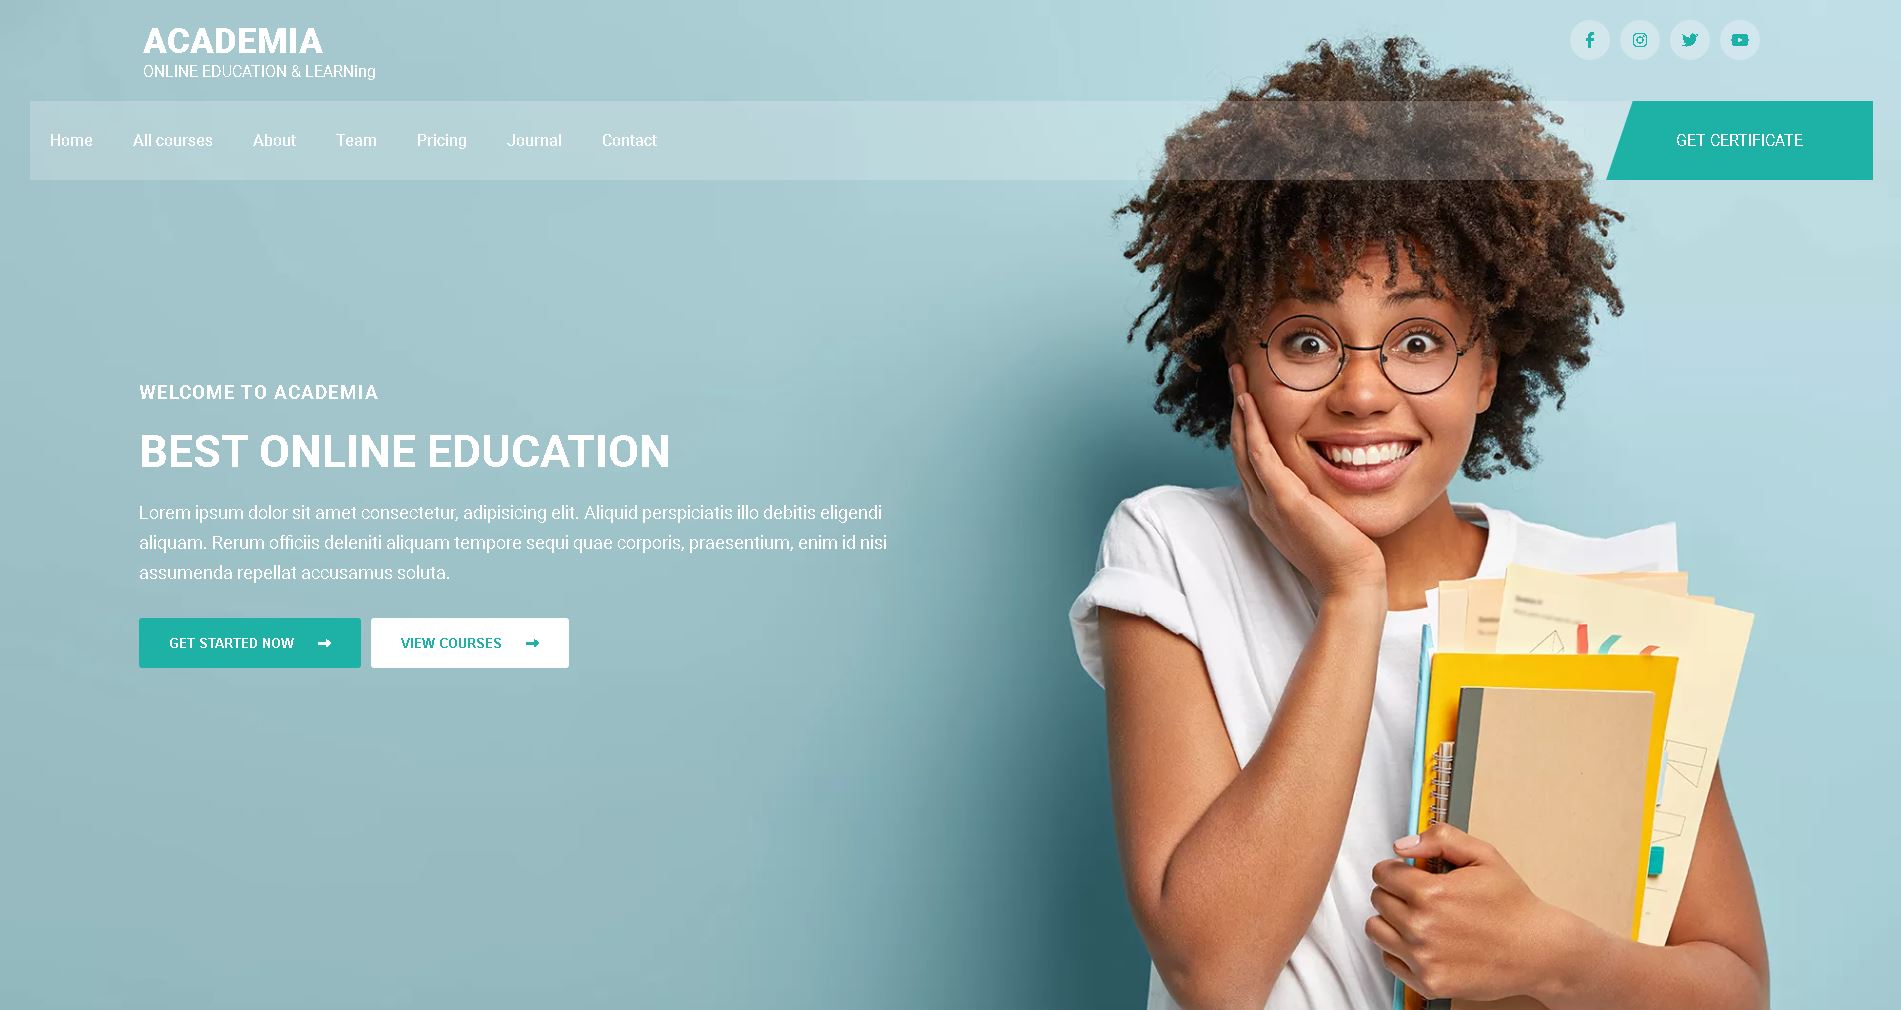 ACADEMIA
ONLINE EDUCATION & LEARNing
Home All courses About Team Pricing Journal Contact GET CERTIFICATE
WELCOME TO ACADEMIA
BEST ONLINE EDUCATION
Lorem ipsum dolor sit amet consectetur, adipisicing elit. Aliquid perspiciatis illo debitis eligendi
aliquam. Rerum officiis deleniti aliquam tempore sequi quae corporis, praesentium, enim id nisi
assumenda repellat accusamus soluta.
GET STARTED NOW VIEW COURSES